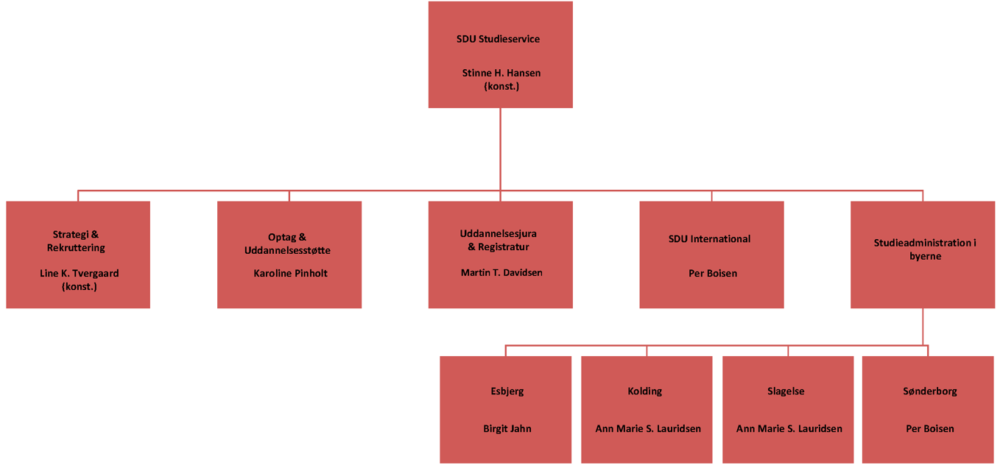 SDU Studieservice
Stinne H. Hansen
(konst.)
Strategi &
Rekruttering
Line K. Tvergaard
(konst.)
Optag &
Uddannelsesstøtte
Karoline Pinholt
Uddannelsesjura
& Registratur
Martin T. Davidsen
SDU International
Per Boisen
Studieadministration i
byerne
Esbjerg
Birgit Jahn
Kolding
Ann Marie S. Lauridsen
Slagelse
Ann Marie S. Lauridsen
Sønderborg
Per Boisen